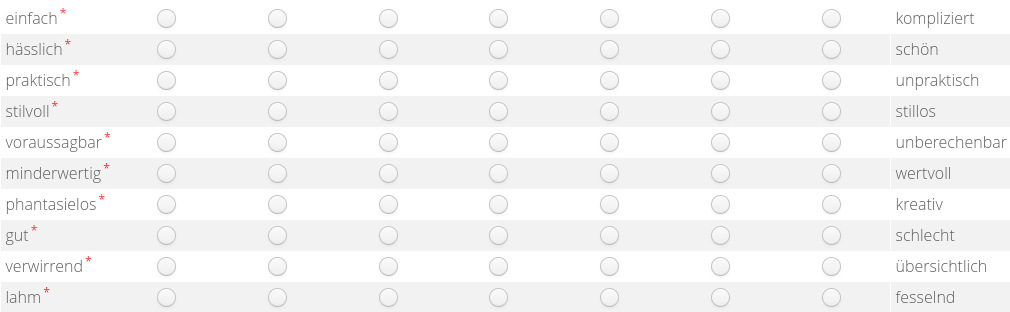 einfach* kompliziert
hässlich* schön
praktisch* unpraktisch
stilvoll* stillos
voraussagbar* unberechenbar
minderwertig* wertvoll
phantasielos* kreativ
gut* schlecht
verwirrend* übersichtlich
lahm* fesselnd